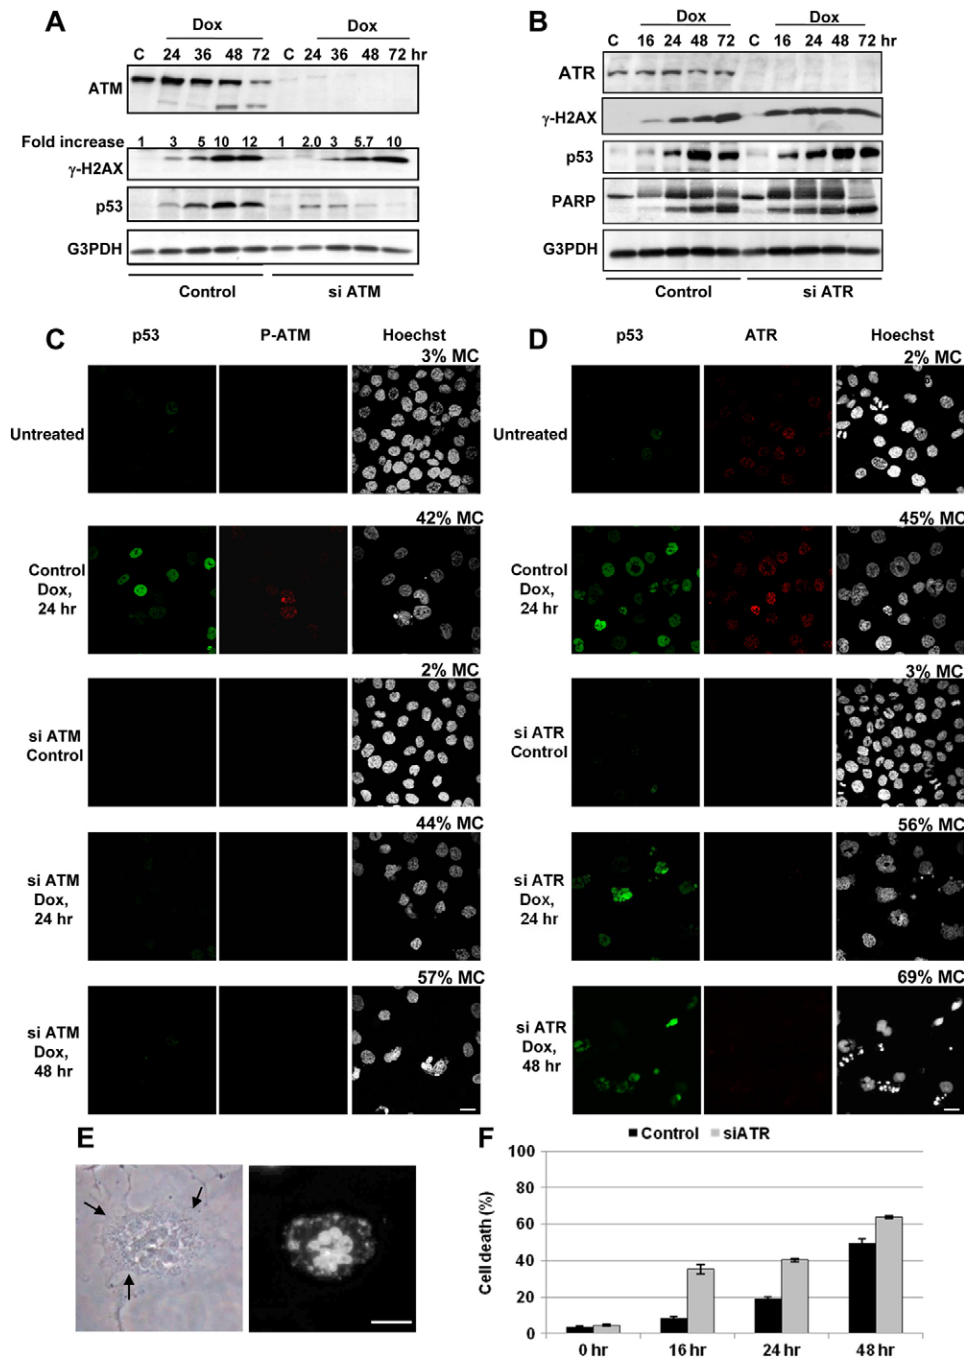 A
Dox
C 24 36 48 72 C 24 36 48 72 hr
ATM
Fold increase 1 3 5 10 12 1 2.0 3 5.7 10
γ-H2AX
p53
G3PDH
Control si ATM
B
Dox Dox
C 16 24 48 72 C 16 24 48 72 hr
ATR
γ-H2AX
p53
PARP
G3PDH
Control si ATR
C
p53 P-ATM Hoechst
3% MC
Untreated
42% MC
Control
Dox,
24 hr
2% MC
si ATM
Control
44% MC
si ATM
Dox,
24 hr
57% MC
si ATM
Dox,
48 hr
D
p53 ATR Hoechst
2% MC
Untreated
45% MC
Control
Dox,
24 hr
3% MC
si ATR
Control
56% MC
si ATR
Dox,
24 hr
69% MC
si ATR
Dox,
48 hr
E
F
Control siATR
Cell death (%)
100
80
60
40
20
0
0 hr 16 hr 24 hr 48 hr